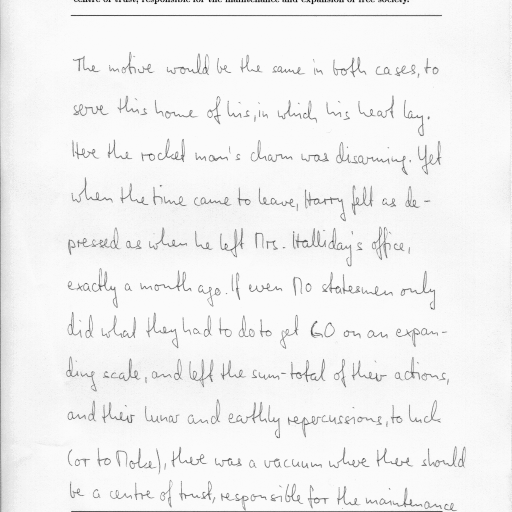 centre of trust, responsible for the maintenance and expansion of free society.
The motive would be the same in both cases, to
serve this home of his, in which his heart lay.
Here the rocket man's charm was disarming. Yet
when the time came to leave, Harry felt as de-
pressed as when he left Mrs. Halliday's office,
exactly a month ago. If even MO statesmen only
did what they had to do to get GO on an expan-
ding scale, and left the sum-total of their actions,
and their lunar and earthly repercussions, to luck
(or to Moke), there was a vacuum where there should
be a centre of trust, responsible for the maintenance